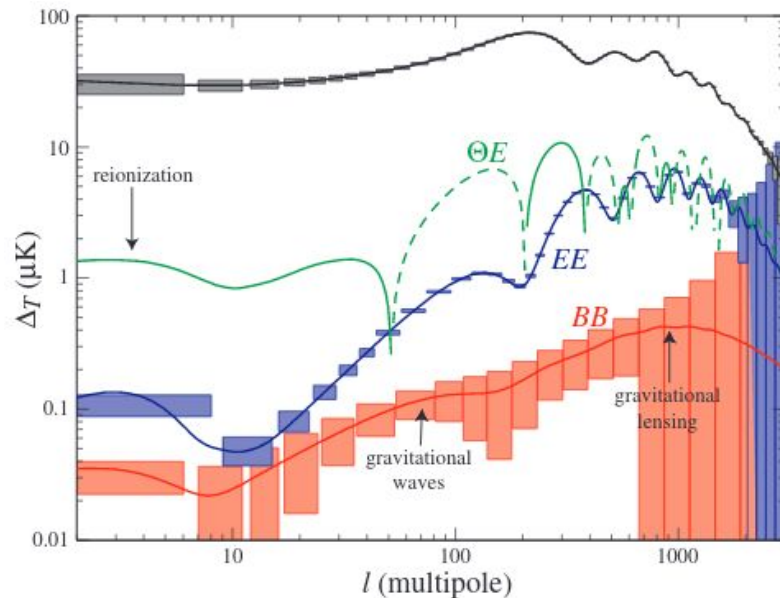 100
10
1
0.1
0.01
Δ_T (μK)
reionization
ΘE
EE
BB
gravitational
waves
gravitational
lensing
10
100
1000
l (multipole)